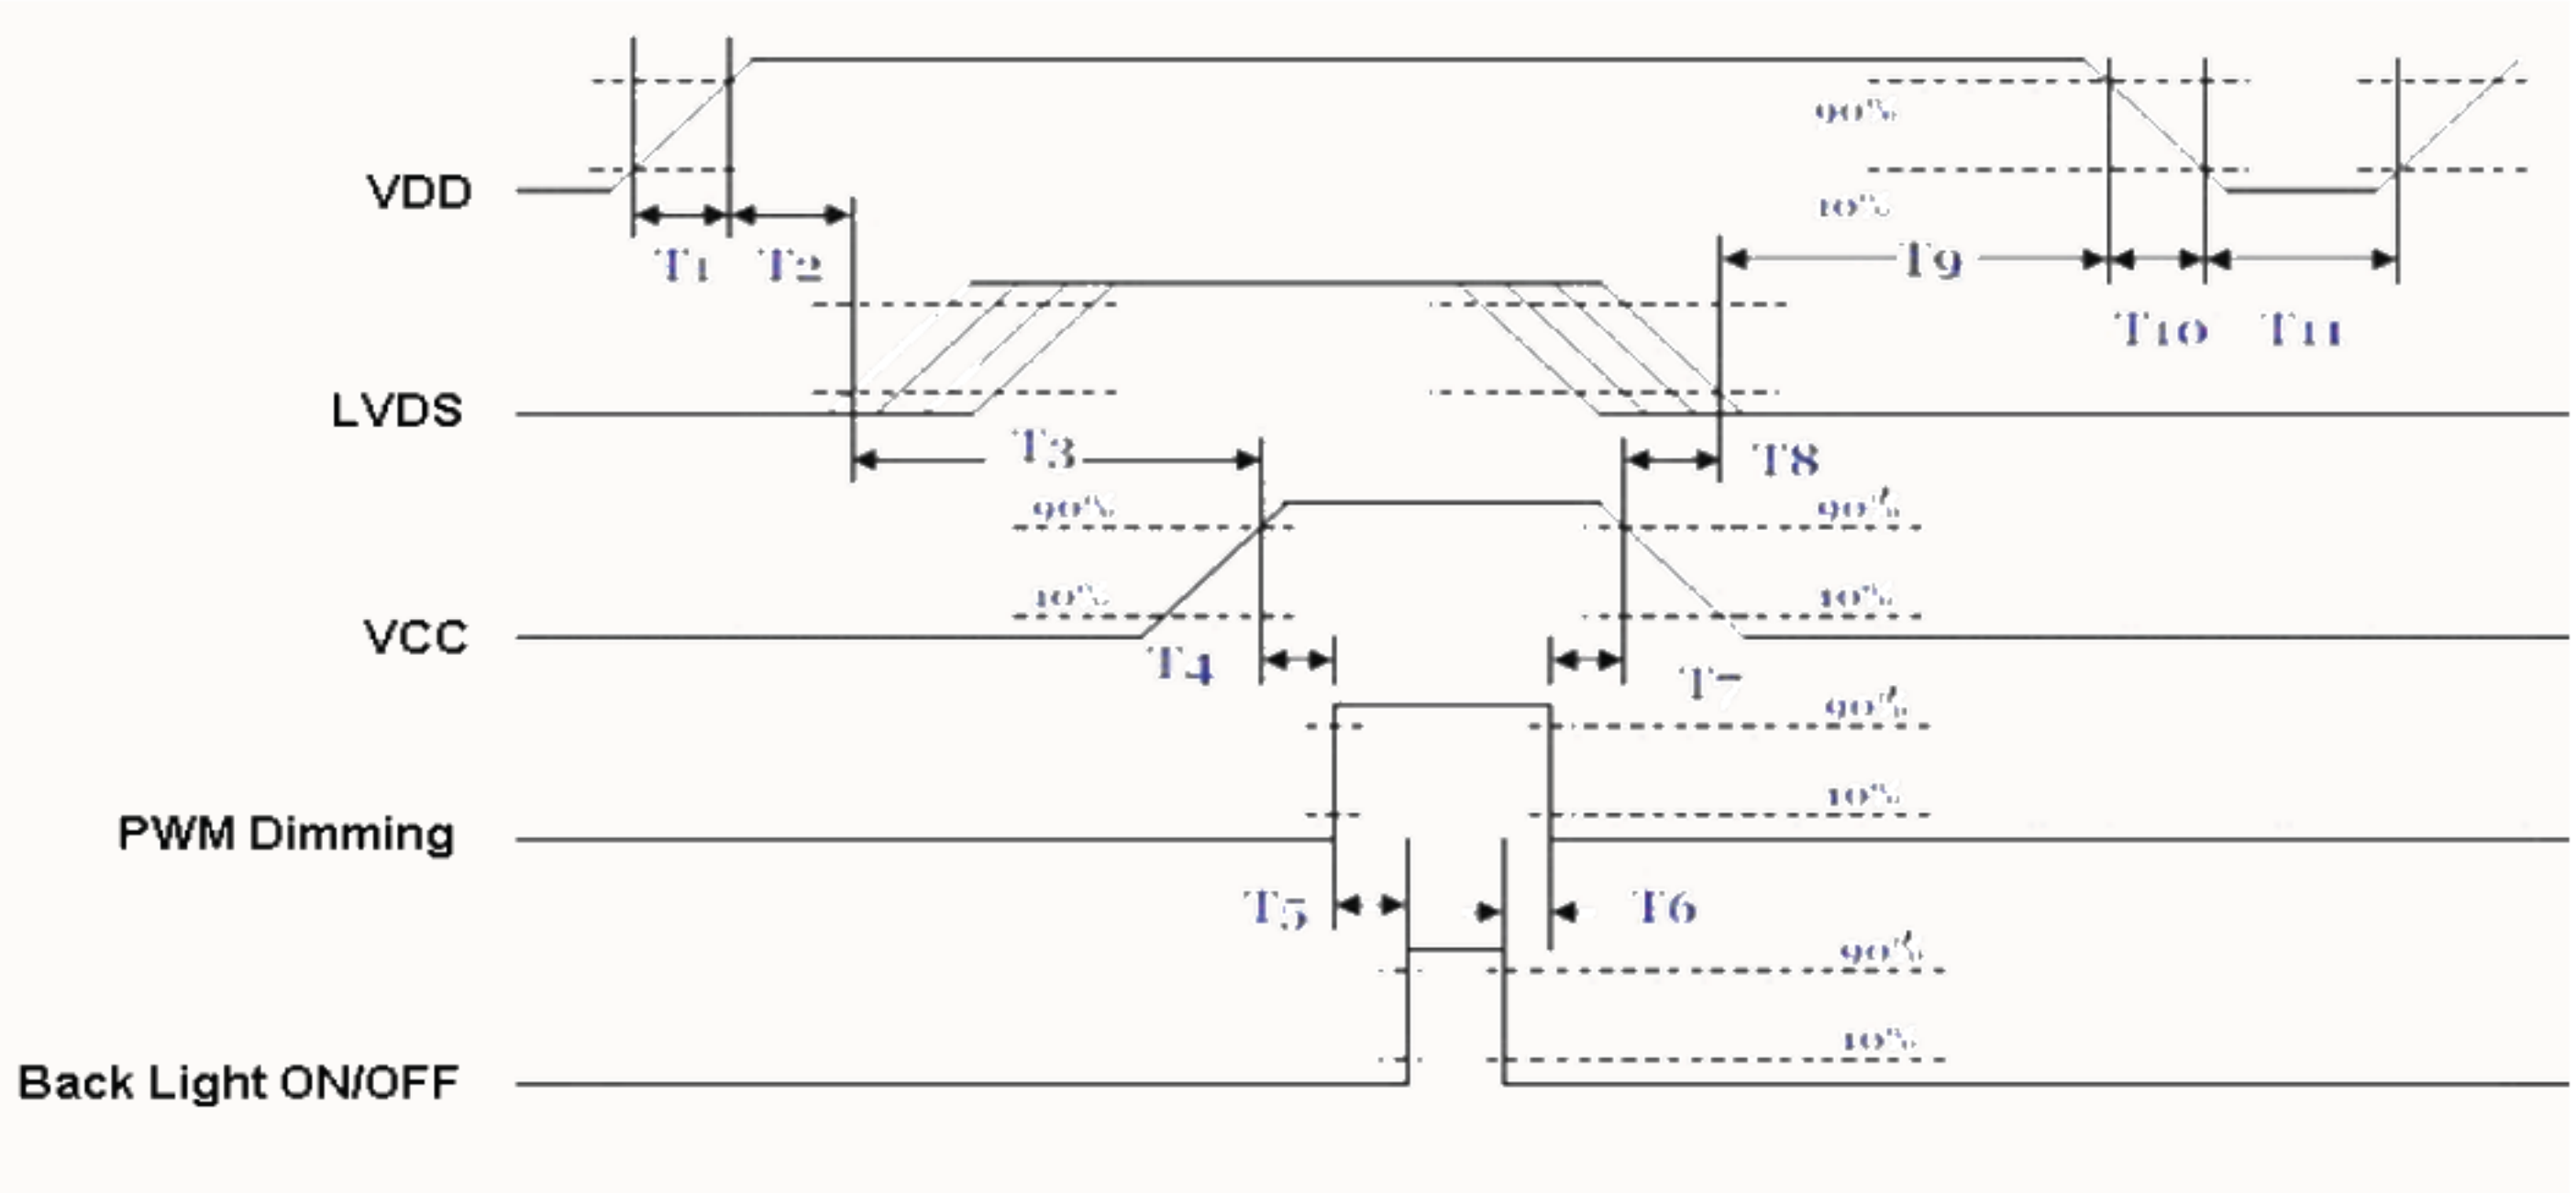 90%
VDD
10%
T1 T2
T9
T10 T11
LVDS
T3
T8
90% 90%
10% 10%
VCC
T4
T7
90%
10%
PWM Dimming
T5
T6
90%
10%
Back Light ON/OFF